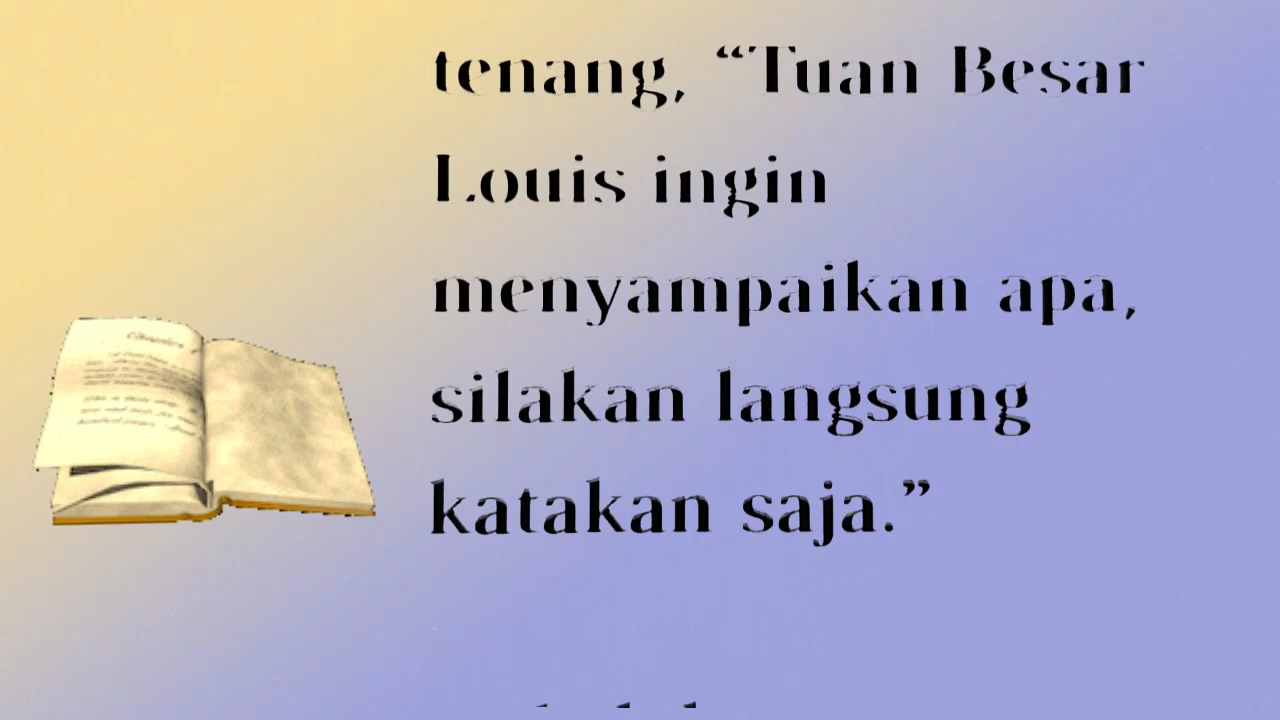 tenang, “Tuan Besar
Louis ingin
menyampaikan apa,
silakan langsung
katakan saja.”